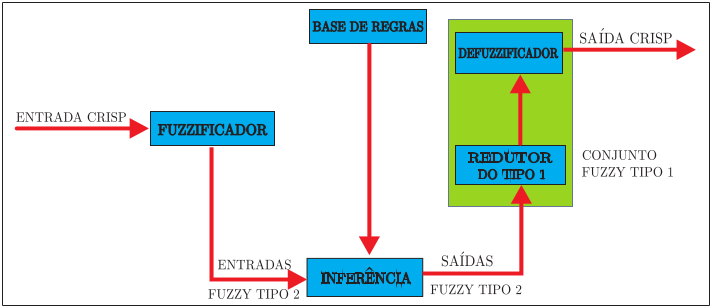 BASE DE REGRAS
DEFUZZIFICADOR
SAÍDA CRISP
ENTRADA CRISP
FUZZIFICADOR
REDUTOR
DO TIPO 1
CONJUNTO
FUZZY TIPO 1
ENTRADAS
FUZZY TIPO 2
INFERÊNCIA
SAÍDAS
FUZZY TIPO 2